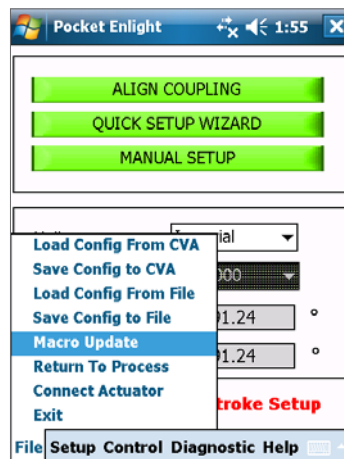 Pocket Enlight 1:55
ALIGN COUPLING
QUICK SETUP WIZARD
MANUAL SETUP
Load Config From CVA
Save Config to CVA
Load Config From File
Save Config to File
Macro Update
Return To Process
Connect Actuator
Exit
ial
000
91.24 °
91.24 °
troke Setup
File Setup Control Diagnostic Help